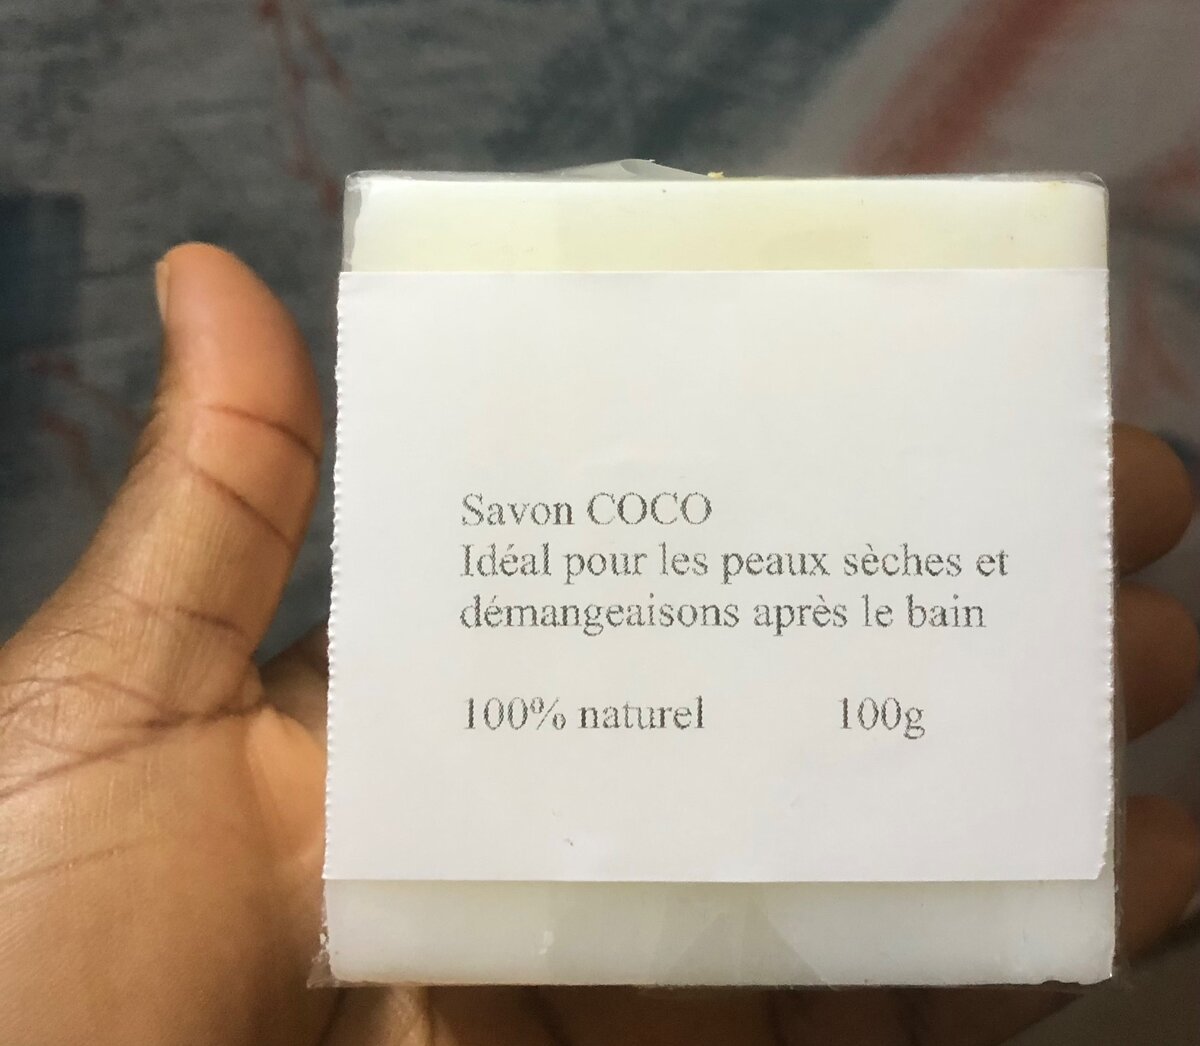 Savon COCO
Idéal pour les peaux sèches et
démangeaisons après le bain
100% naturel 100g